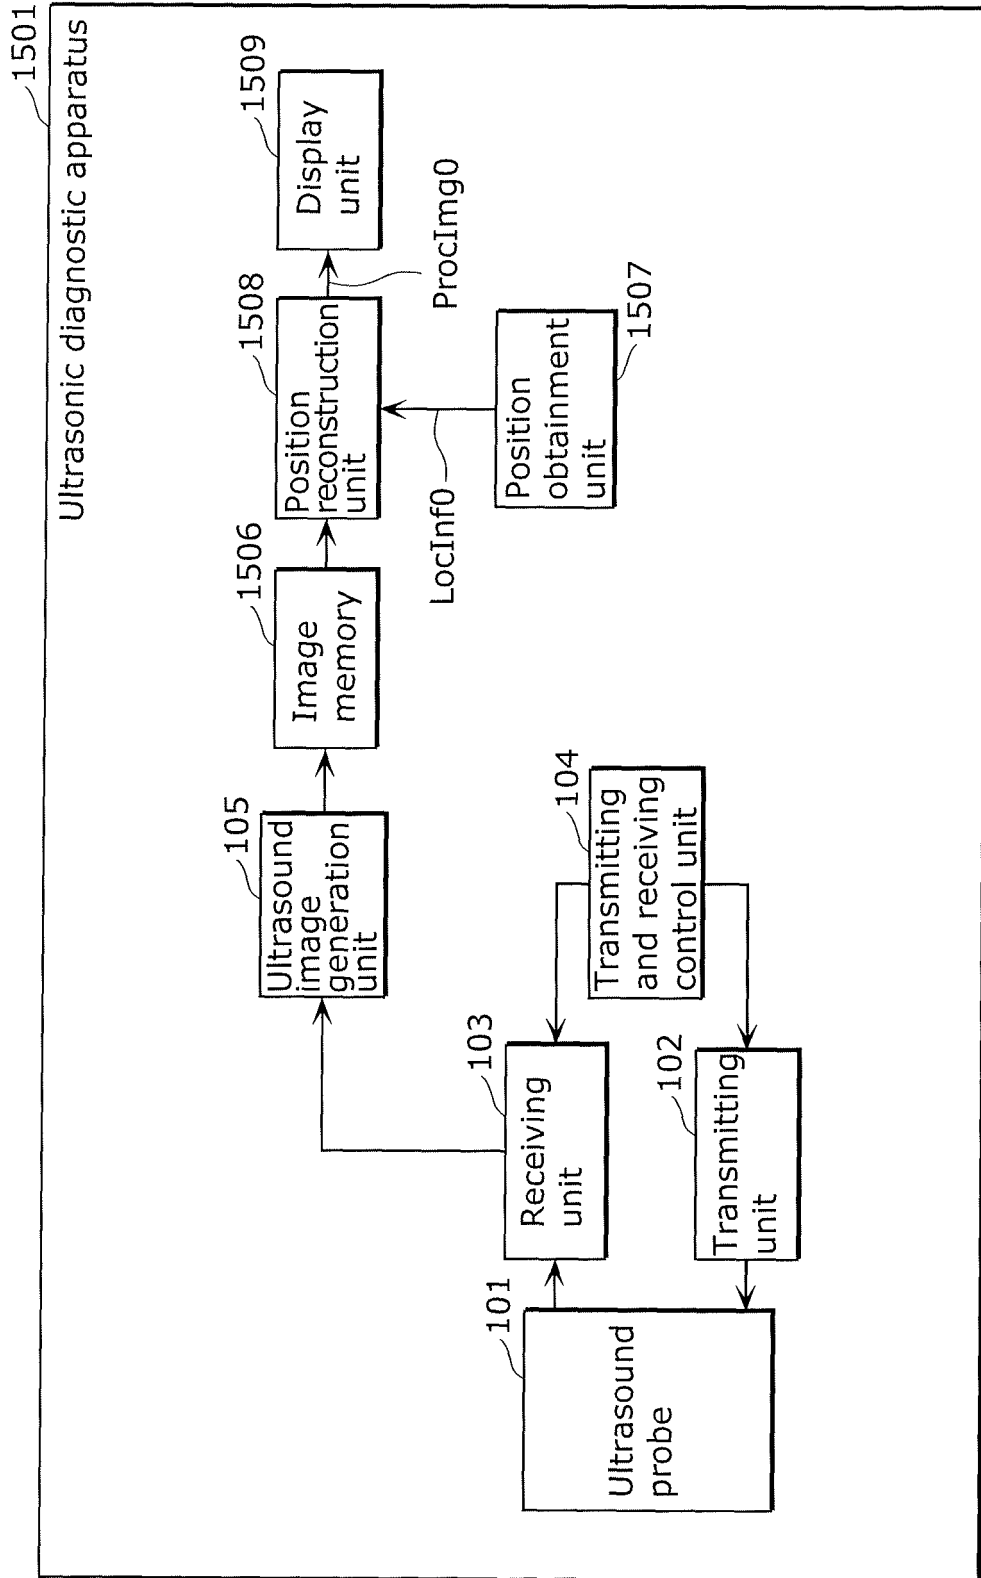 1501
Ultrasonic diagnostic apparatus
105
Ultrasound
image
generation
unit
1506
Image
memory
1508
Position
reconstruction
unit
1509
Display
unit
ProcImg0
LocInf0
Position
obtainment
unit
1507
101
Ultrasound
probe
103
Receiving
unit
104
Transmitting
and receiving
control unit
102
Transmitting
unit